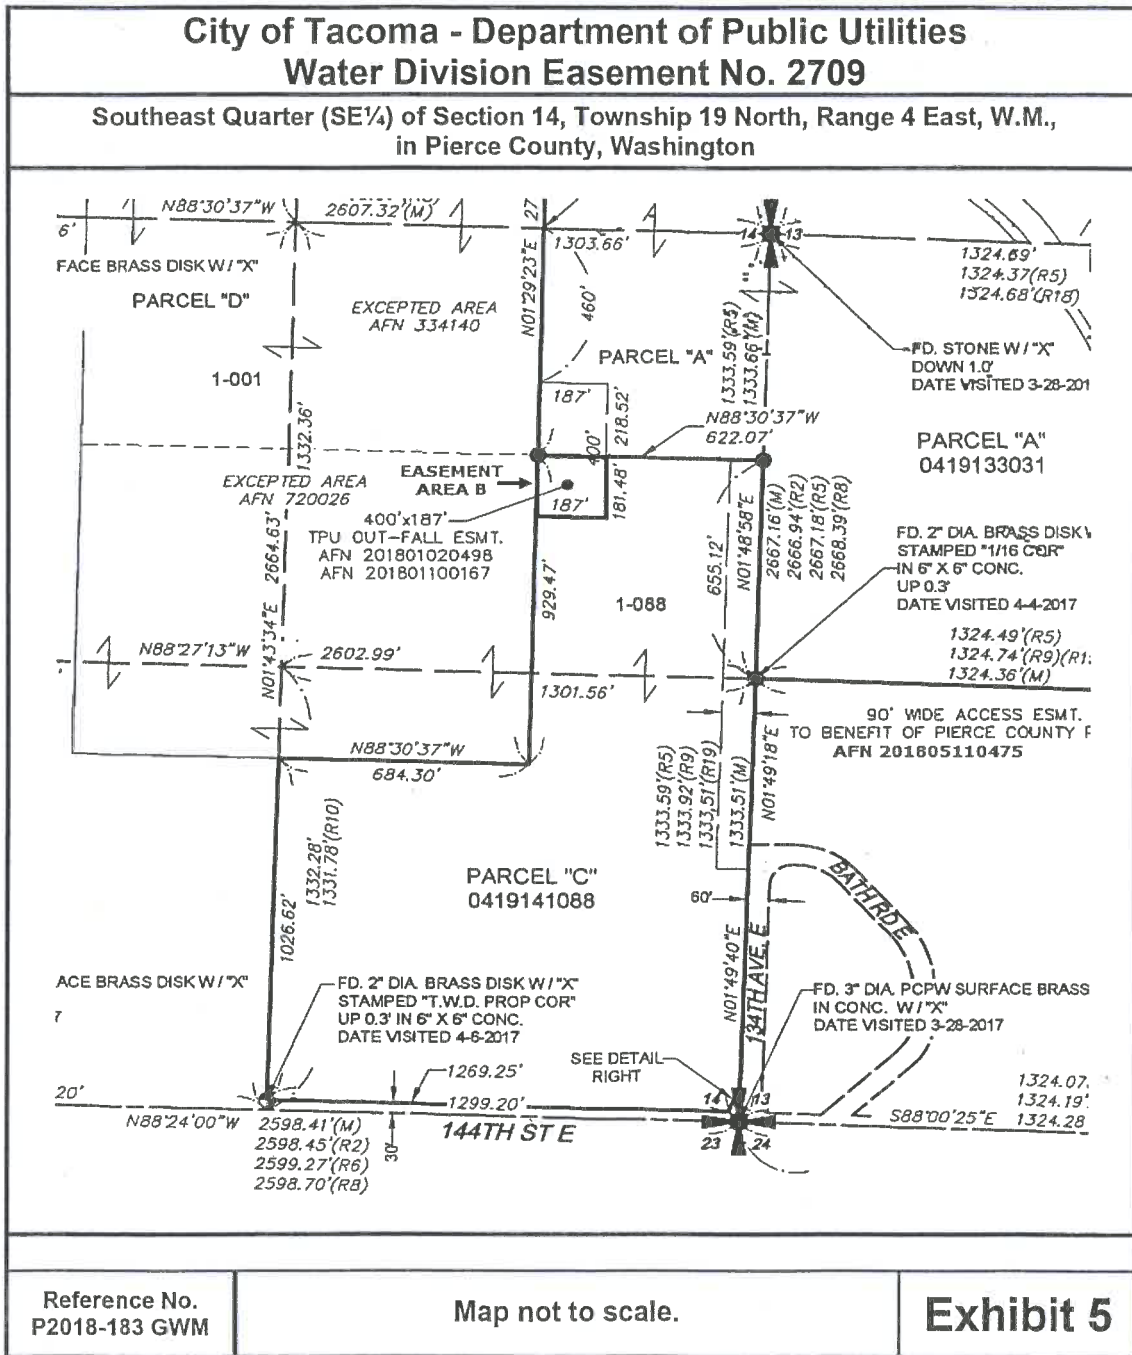 City of Tacoma - Department of Public Utilities
Water Division Easement No. 2709
Southeast Quarter (SE¼) of Section 14, Township 19 North, Range 4 East, W.M.,
in Pierce County, Washington
N88°30'37"W
2607.32'(M)
27
6'
1303.66'
A
14
13
1324.69'
1324.37(R5)
1324.68'(R18)
FACE BRASS DISK W/ "X"
PARCEL "D"
EXCEPTED AREA
AFN 334140
N01°29'23"E
460'
PARCEL "A"
1333.59'(R5)
1333.66'(M)
FD. STONE W/ "X"
DOWN 1.0'
DATE VISITED 3-28-201
1-001
187'
218.52'
400'
N88°30'37"W
622.07'
PARCEL "A"
0419133031
1332.36'
EXCEPTED AREA
AFN 720026
EASEMENT
AREA B
187'
181.48'
400'x187'
TPU OUT-FALL ESMT.
AFN 201801020498
AFN 201801100167
2664.63'
N01°43'34"E
929.47'
655.12'
N01°48'58"E
2667.16'(M)
2666.94'(R2)
2667.18'(R5)
2668.39'(R8)
FD. 2" DIA. BRASS DISK
STAMPED "1/16 COR"
IN 6" X 6" CONC.
UP 0.3'
DATE VISITED 4-4-2017
1-088
N88°27'13"W
2602.99'
1301.56'
1324.49'(R5)
1324.74'(R9)(R1
1324.36'(M)
90' WIDE ACCESS ESMT.
TO BENEFIT OF PIERCE COUNTY
AFN 201805110475
N88°30'37"W
684.30'
1333.59'(R5)
1333.92'(R9)
1333.51'(R19)
1333.51'(M)
N01°49'18"E
1332.28'
1331.78'(R10)
1026.62'
PARCEL "C"
0419141088
60'
BATH RD E
N01°49'40"E
134TH AVE. E
ACE BRASS DISK W/ "X"
7
FD. 2" DIA. BRASS DISK W/ "X"
STAMPED "T.W.D. PROP COR"
UP 0.3' IN 6" X 6" CONC.
DATE VISITED 4-6-2017
FD. 3" DIA. PCPW SURFACE BRASS
IN CONC. W/ "X"
DATE VISITED 3-28-2017
SEE DETAIL
RIGHT
20'
1269.25'
1299.20'
14
13
23
24
N88°24'00"W
2598.41'(M)
2598.45'(R2)
2599.27'(R6)
2598.70'(R8)
30'
144TH ST E
S88°00'25"E
1324.07
1324.19'
1324.28
Reference No.
P2018-183 GWM
Map not to scale.
Exhibit 5